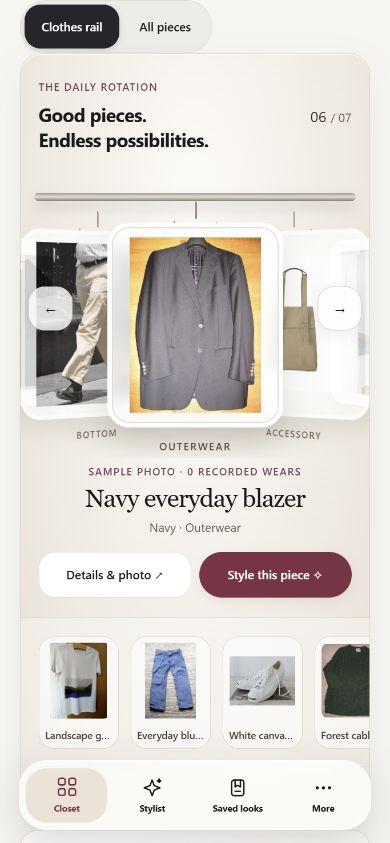 Clothes rail
All pieces
THE DAILY ROTATION
Good pieces.
Endless possibilities.
06 / 07
←
→
BOTTOM
OUTERWEAR
ACCESSORY
SAMPLE PHOTO · 0 RECORDED WEARS
Navy everyday blazer
Navy · Outerwear
Details & photo ↗
Style this piece ✧
Landscape g...
Everyday blu...
White canva...
Forest cabl
Closet
Stylist
Saved looks
More